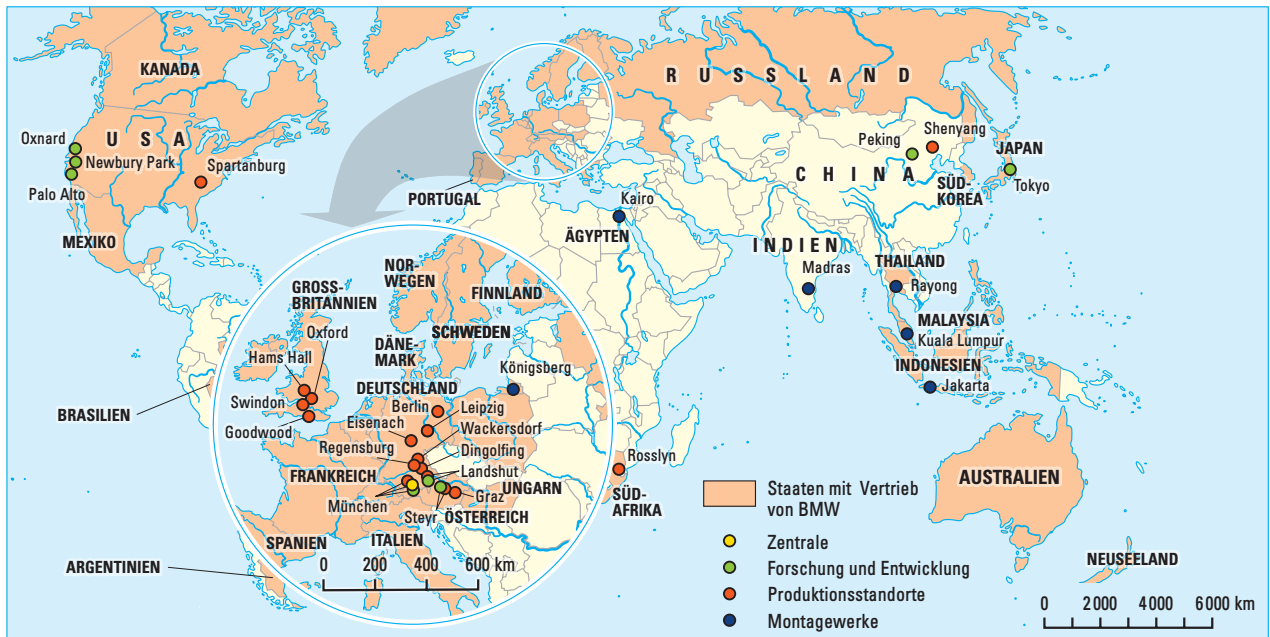 KANADA
USA
Oxnard
Newbury Park
Palo Alto
Spartanburg
MEXIKO
BRASILIEN
ARGENTINIEN
PORTUGAL
RUSSLAND
Peking
Shenyang
CHINA
JAPAN
Tokyo
SÜD-
KOREA
Kairo
ÄGYPTEN
INDIEN
Madras
THAILAND
Rayong
MALAYSIA
Kuala Lumpur
INDONESIEN
Jakarta
Rosslyn
SÜD-
AFRIKA
AUSTRALIEN
NEUSEELAND
NOR-
WEGEN
FINNLAND
SCHWEDEN
GROSS-
BRITANNIEN
Oxford
Hams Hall
Swindon
Goodwood
DÄNE-
MARK
Königsberg
DEUTSCHLAND
Berlin
Leipzig
Eisenach
Wackersdorf
Regensburg
Dingolfing
Landshut
FRANKREICH
München
UNGARN
Graz
Steyr
ÖSTERREICH
SPANIEN
ITALIEN
0 200 400 600 km
Staaten mit Vertrieb
von BMW
Zentrale
Forschung und Entwicklung
Produktionsstandorte
Montagewerke
0 2000 4000 6000 km